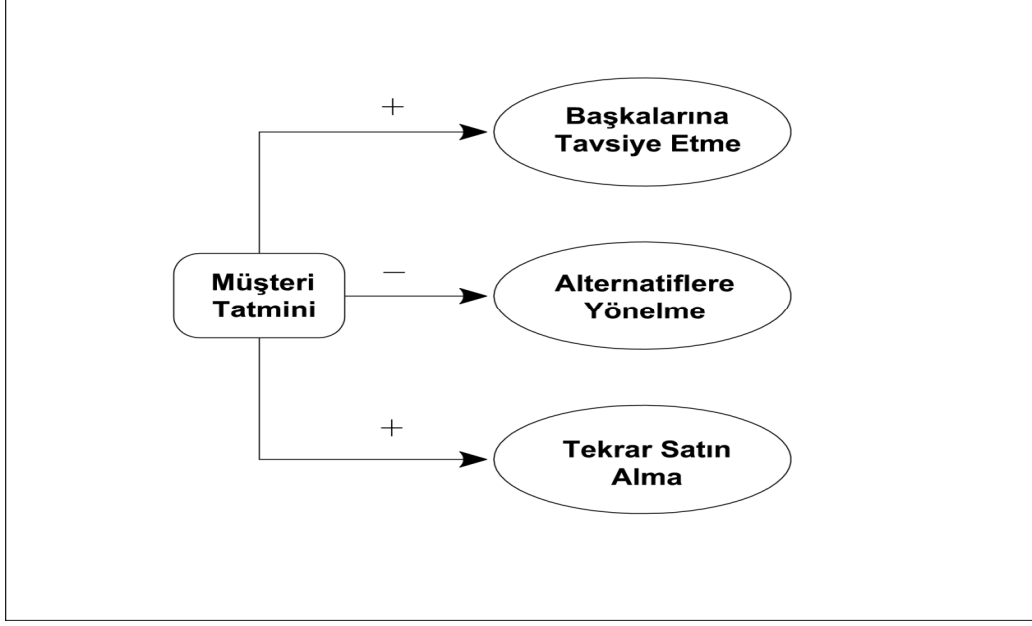 +
Başkalarına
Tavsiye Etme
Müşteri
Tatmini
−
Alternatiflere
Yönelme
+
Tekrar Satın
Alma